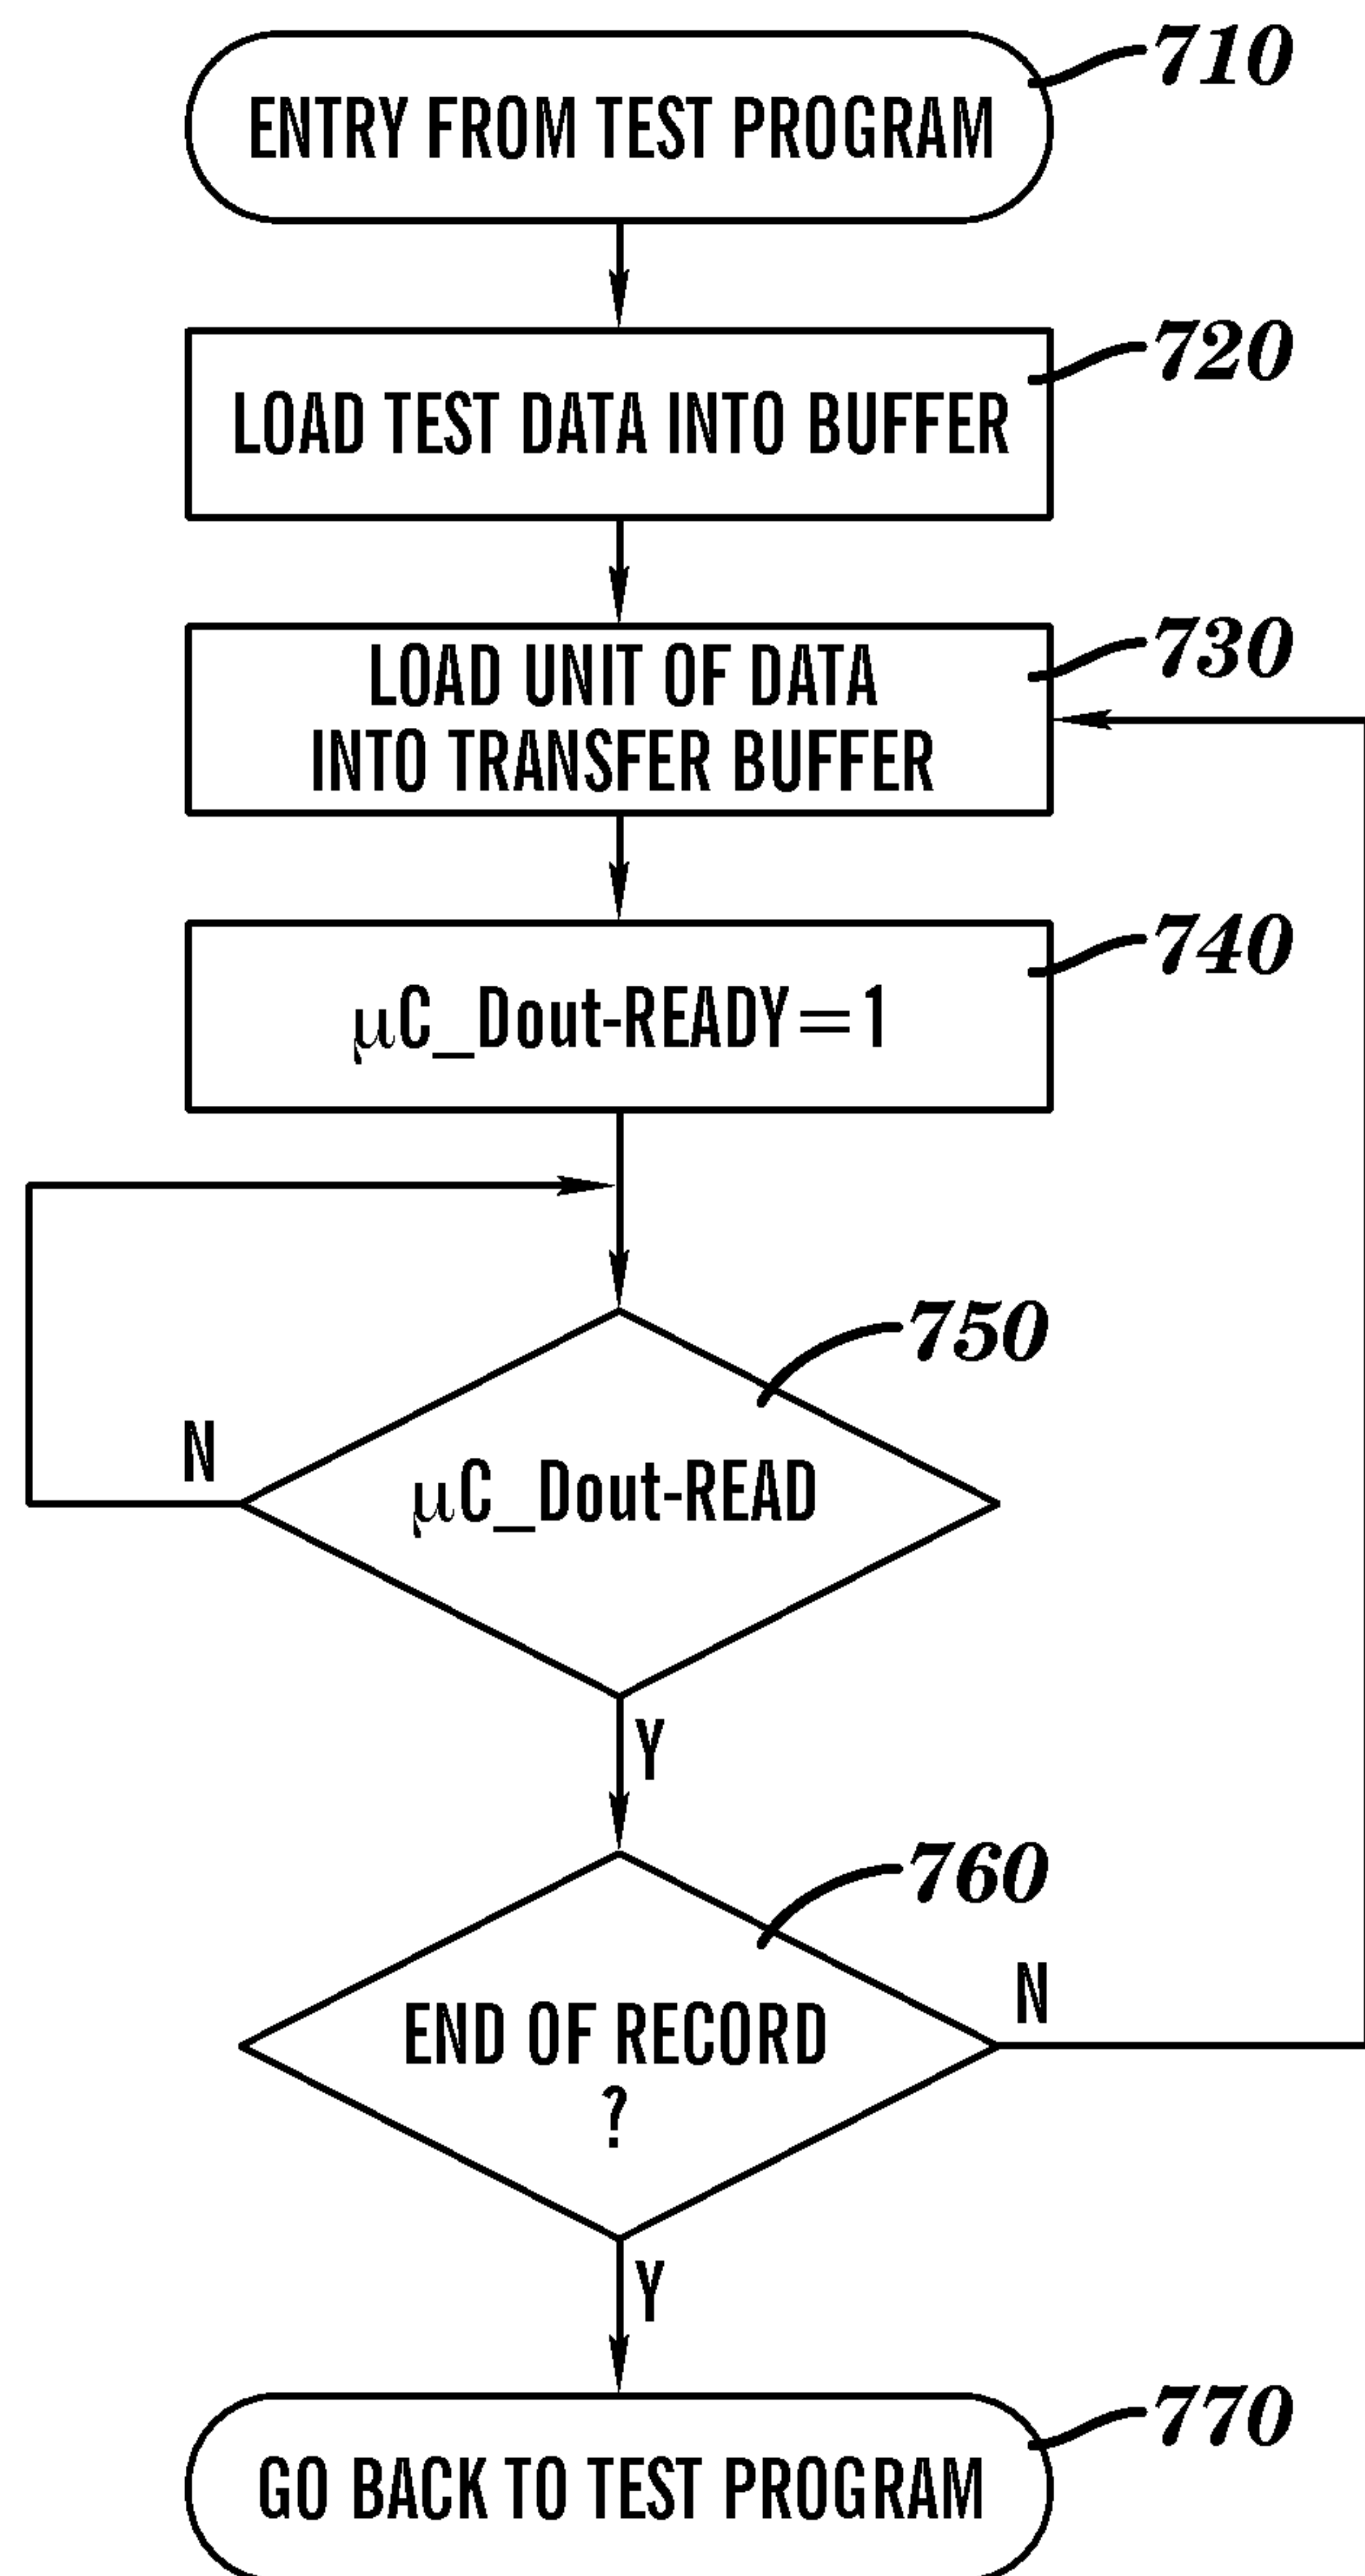 ENTRY FROM TEST PROGRAM
710
LOAD TEST DATA INTO BUFFER
720
LOAD UNIT OF DATA
INTO TRANSFER BUFFER
730
μC_Dout-READY=1
740
μC_Dout-READ
750
N
Y
END OF RECORD
?
760
N
Y
GO BACK TO TEST PROGRAM
770